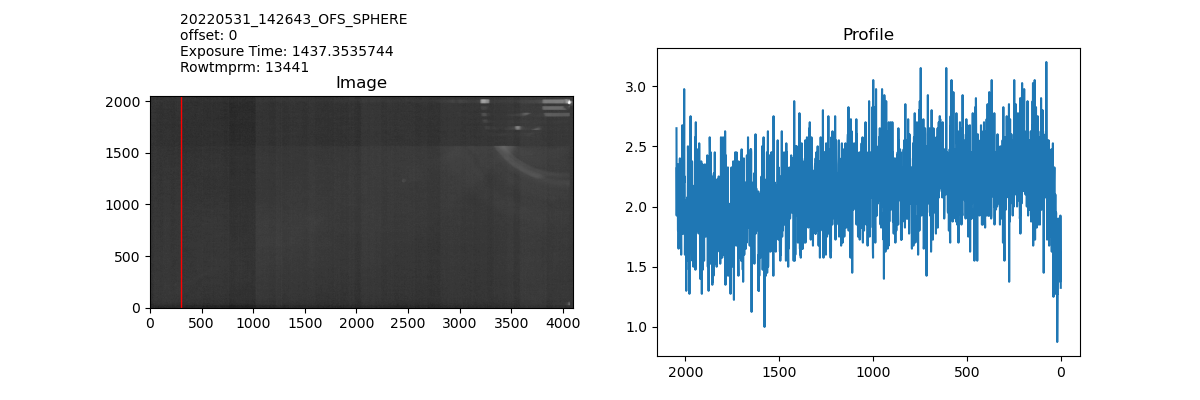 20220531_142643_OFS_SPHERE
offset: 0
Exposure Time: 1437.3535744
Rowtmprm: 13441
Image
2000
1500
1000
500
0
0 500 1000 1500 2000 2500 3000 3500 4000
Profile
3.0
2.5
2.0
1.5
1.0
2000 1500 1000 500 0